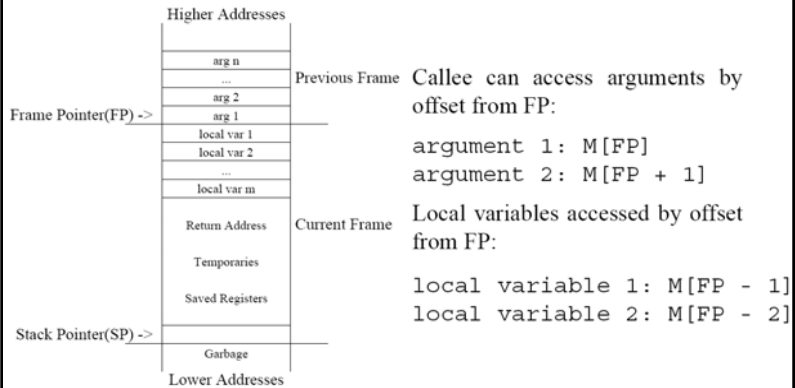 Higher Addresses
arg n
...
arg 2
arg 1
Previous Frame
Frame Pointer(FP) ->
local var 1
local var 2
...
local var m
Return Address
Temporaries
Saved Registers
Current Frame
Stack Pointer(SP) ->
Garbage
Lower Addresses
Callee can access arguments by
offset from FP:
argument 1: M[FP]
argument 2: M[FP + 1]
Local variables accessed by offset
from FP:
local variable 1: M[FP - 1]
local variable 2: M[FP - 2]